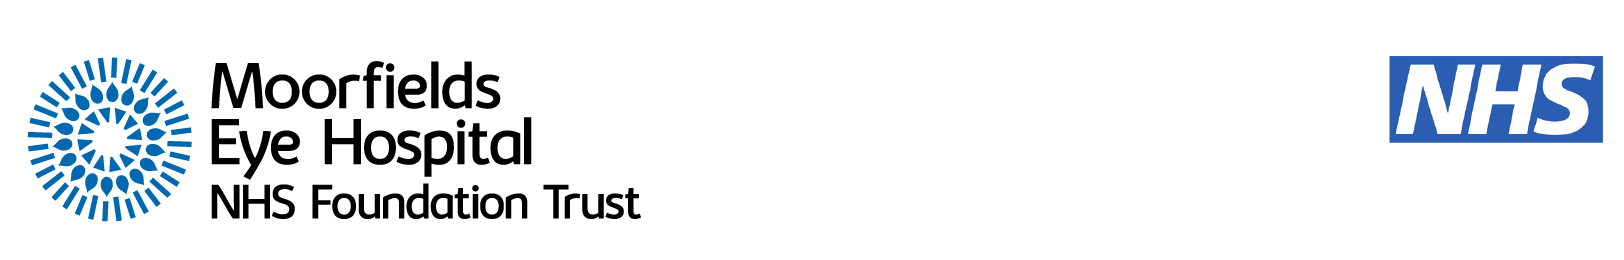 Moorfields
Eye Hospital
NHS Foundation Trust
NHS